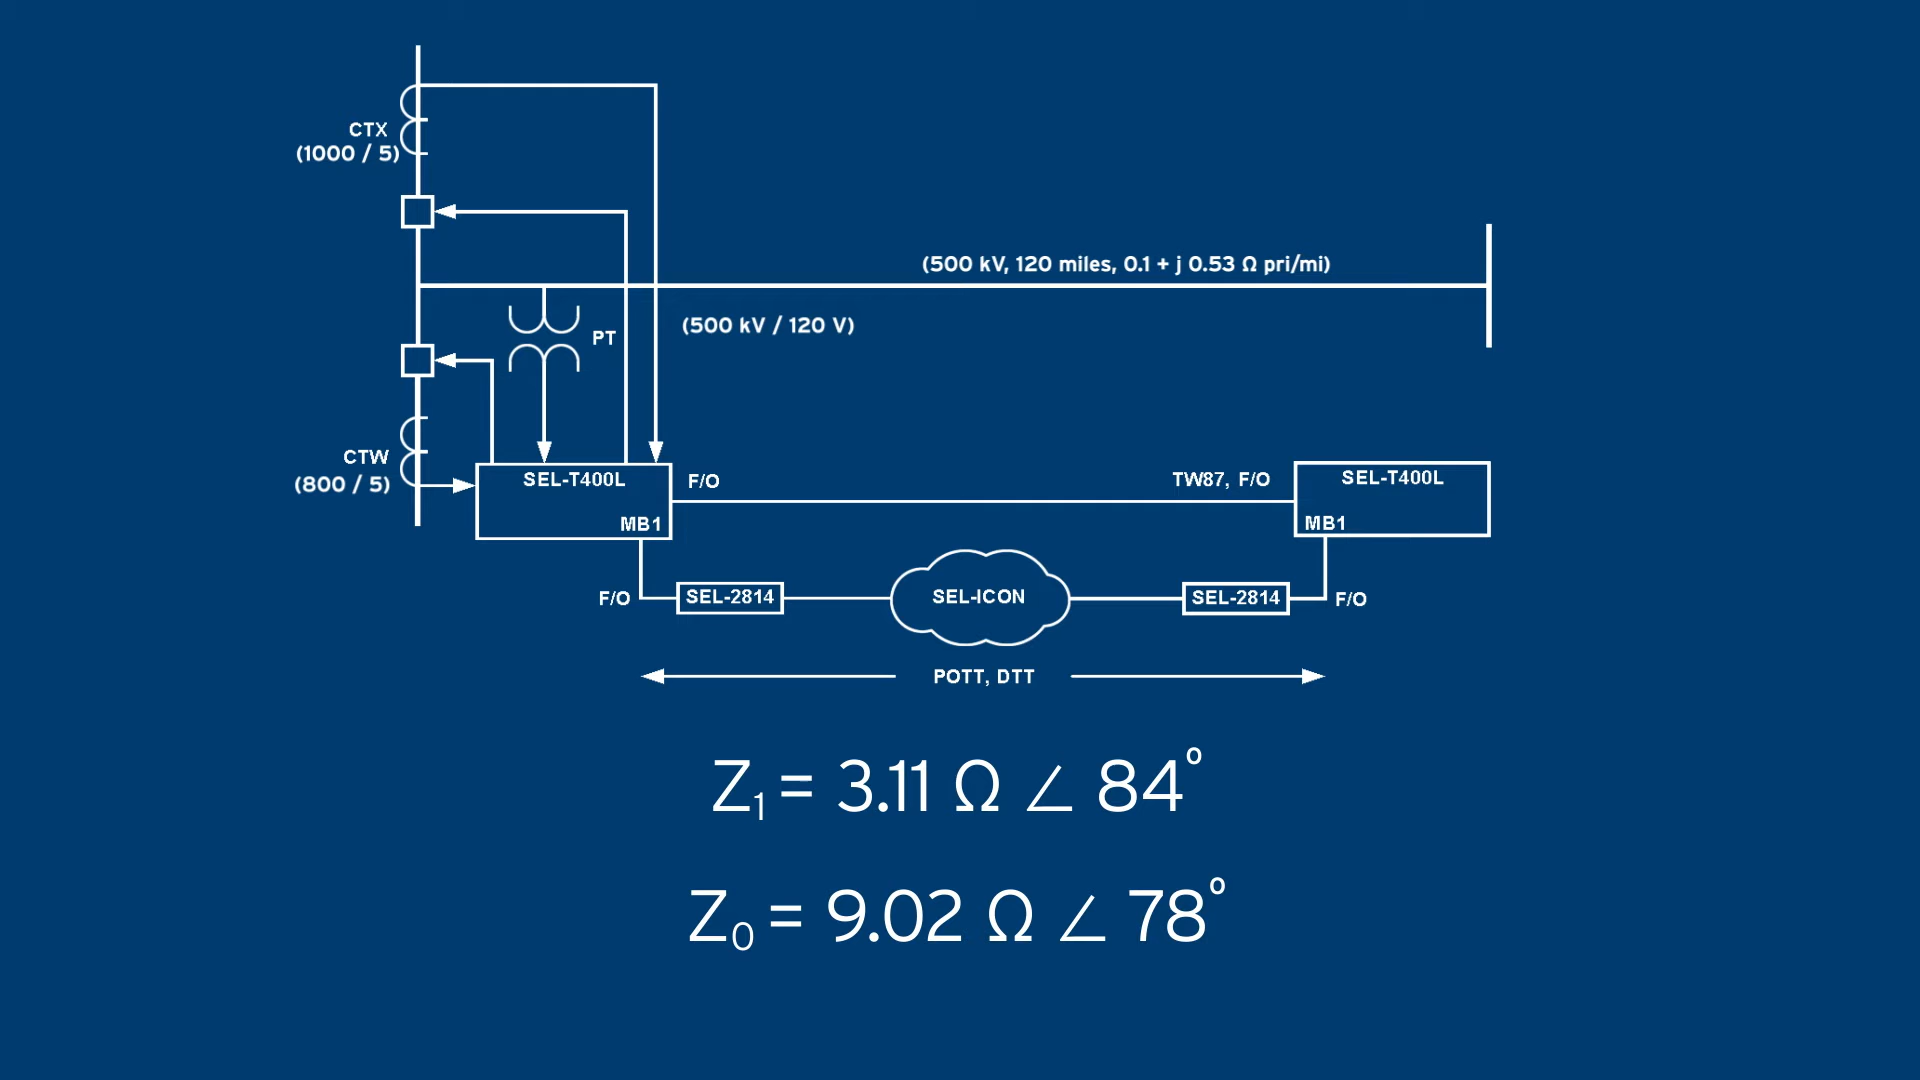 CTX
(1000 / 5)
(500 kV, 120 miles, 0.1 + j 0.53 Ω pri/mi)
(500 kV / 120 V)
PT
CTW
(800 / 5)
SEL-T400L
F/O
TW87, F/O
SEL-T400L
MB1
MB1
F/O
SEL-2814
SEL-ICON
SEL-2814
F/O
POTT, DTT
Z₁ = 3.11 Ω ∠ 84°
Z₀ = 9.02 Ω ∠ 78°